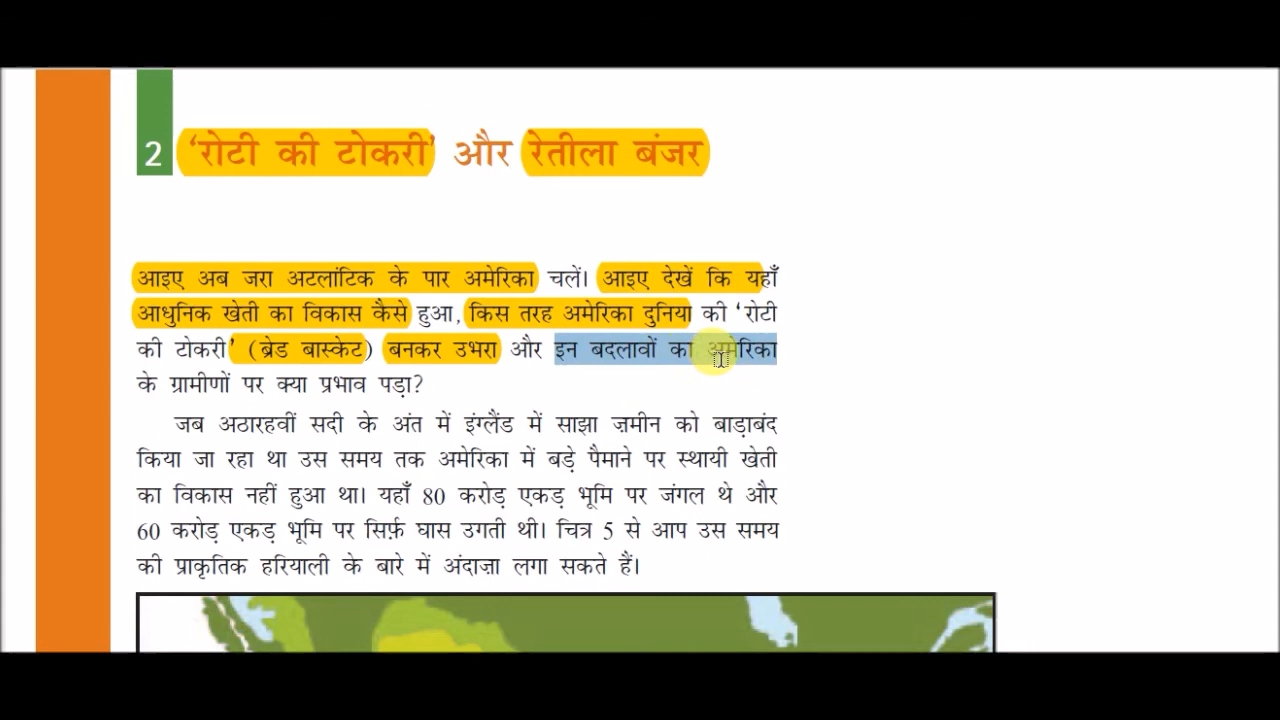 2 ‘रोटी की टोकरी’ और रेतीला बंजर
आइए अब जरा अटलांटिक के पार अमेरिका चलें। आइए देखें कि यहाँ
आधुनिक खेती का विकास कैसे हुआ, किस तरह अमेरिका दुनिया की ‘रोटी
की टोकरी’ (ब्रेड बास्केट) बनकर उभरा और इन बदलावों का अमेरिका
के ग्रामीणों पर क्या प्रभाव पड़ा?
जब अठारहवीं सदी के अंत में इंग्लैंड में साझा ज़मीन को बाड़ाबंद
किया जा रहा था उस समय तक अमेरिका में बड़े पैमाने पर स्थायी खेती
का विकास नहीं हुआ था। यहाँ 80 करोड़ एकड़ भूमि पर जंगल थे और
60 करोड़ एकड़ भूमि पर सिर्फ़ घास उगती थी। चित्र 5 से आप उस समय
की प्राकृतिक हरियाली के बारे में अंदाज़ा लगा सकते हैं।